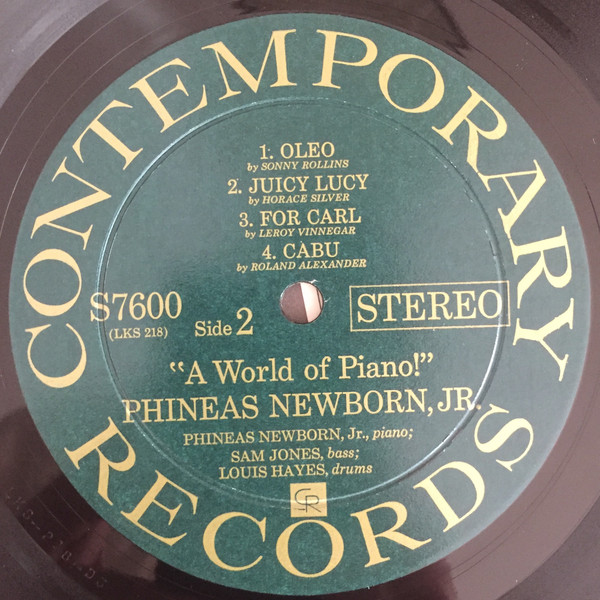 CONTEMPORARY
1. OLEO
by SONNY ROLLINS
2. JUICY LUCY
by HORACE SILVER
3. FOR CARL
by LEROY VINNEGAR
4. CABU
by ROLAND ALEXANDER
S7600
(LKS 218)
Side 2
STEREO
"A World of Piano!"
PHINEAS NEWBORN, JR.
PHINEAS NEWBORN, Jr., piano;
SAM JONES, bass;
LOUIS HAYES, drums
CR
RECORDS